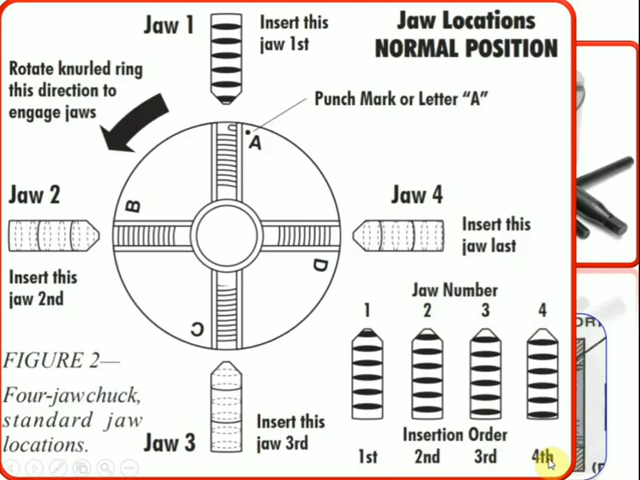 Jaw 1
Insert this
jaw 1st
Jaw Locations
NORMAL POSITION
Rotate knurled ring
this direction to
engage jaws
Punch Mark or Letter “A”
A
B
C
D
Jaw 2
Insert this
jaw 2nd
Jaw 4
Insert this
jaw last
Jaw Number
1 2 3 4
Insertion Order
1st 2nd 3rd 4th
FIGURE 2—
Four-jaw chuck,
standard jaw
locations.
Jaw 3
Insert this
jaw 3rd